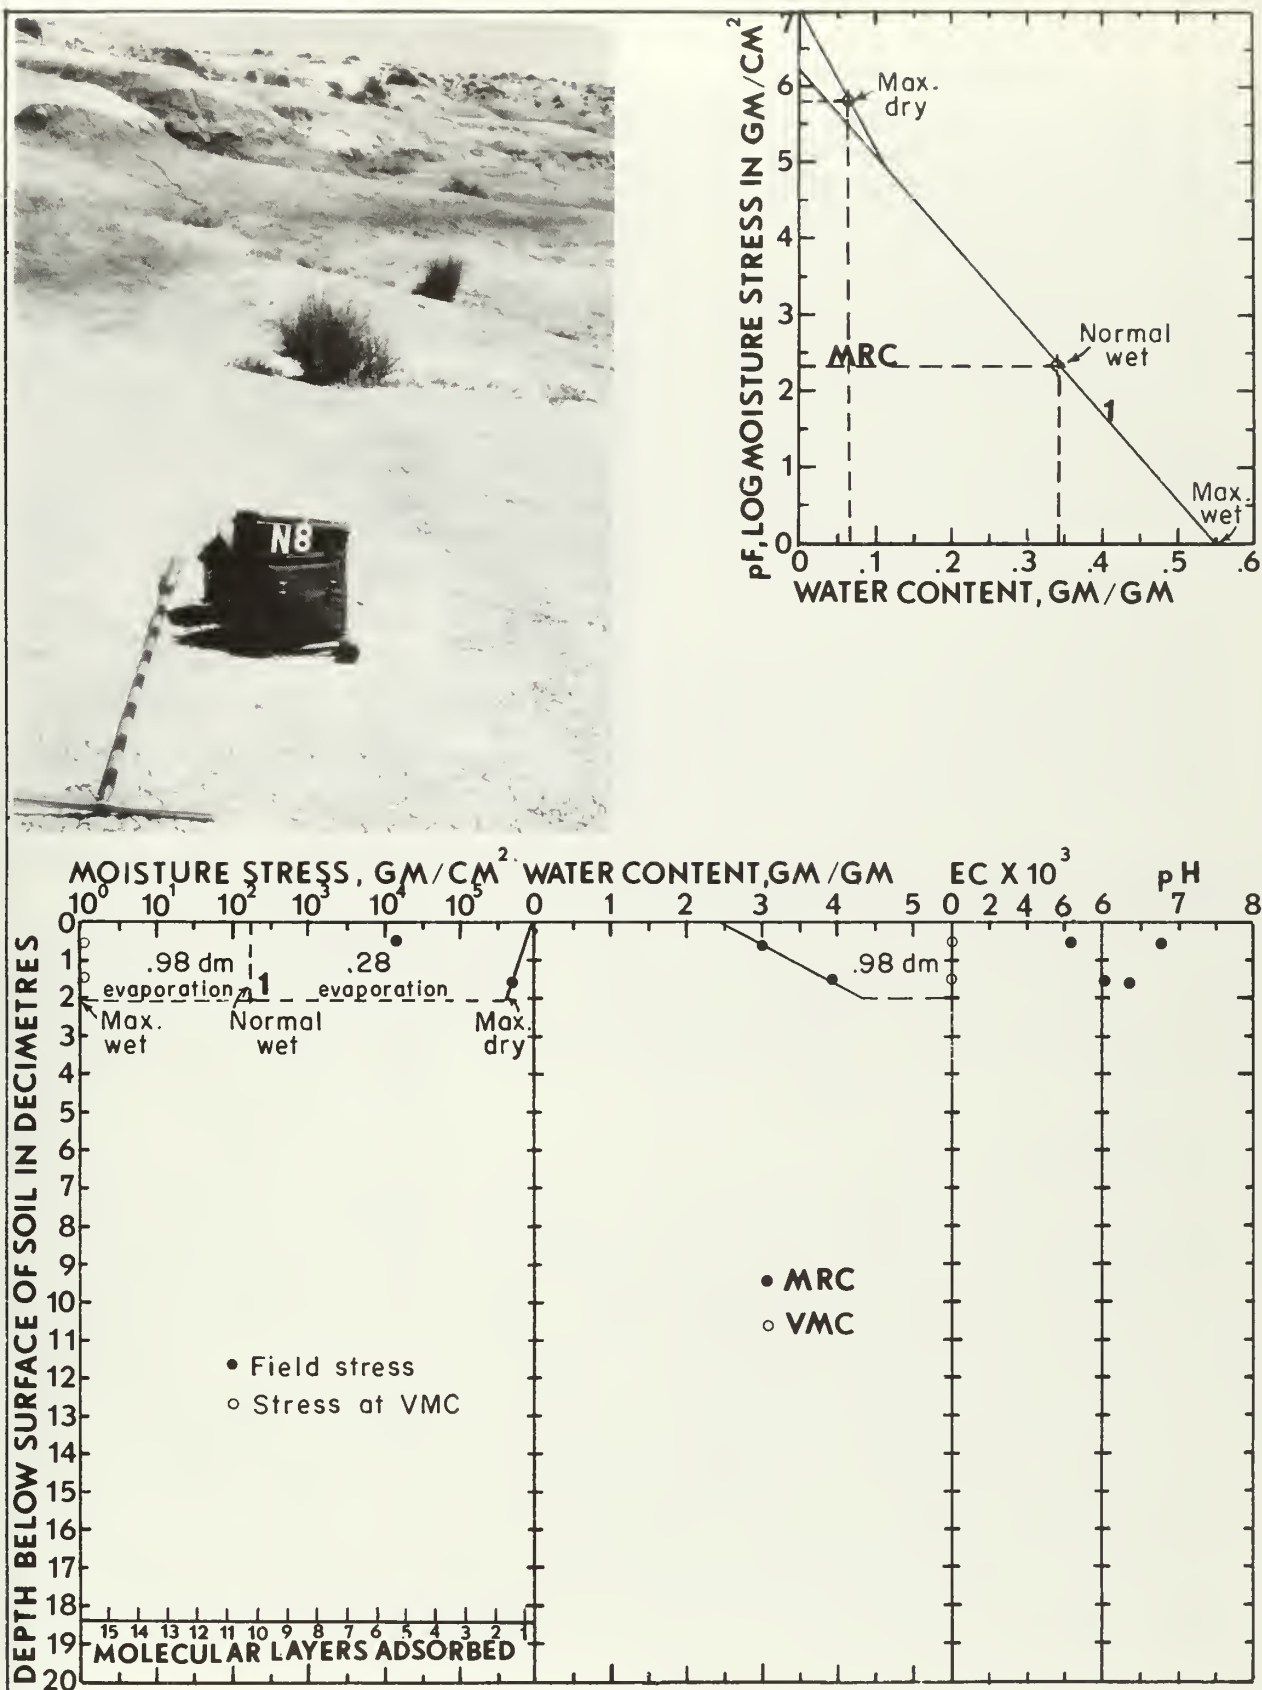 N8
pF, LOG MOISTURE STRESS IN GM/CM²
7
6
5
4
3
2
1
0
Max.
dry
MRC
Normal
wet
1
Max.
wet
0 .1 .2 .3 .4 .5 .6
WATER CONTENT, GM/GM
MOISTURE STRESS, GM/CM² WATER CONTENT, GM/GM EC X 10³ pH
10⁰ 10¹ 10² 10³ 10⁴ 10⁵ 0 1 2 3 4 5 0 2 4 6 6 7 8
DEPTH BELOW SURFACE OF SOIL IN DECIMETRES
0
1
2
3
4
5
6
7
8
9
10
11
12
13
14
15
16
17
18
19
20
.98 dm
evaporation
1
.28
evaporation
.98 dm
Max.
wet
Normal
wet
Max.
dry
MRC
VMC
Field stress
Stress at VMC
15 14 13 12 11 10 9 8 7 6 5 4 3 2 1
MOLECULAR LAYERS ADSORBED